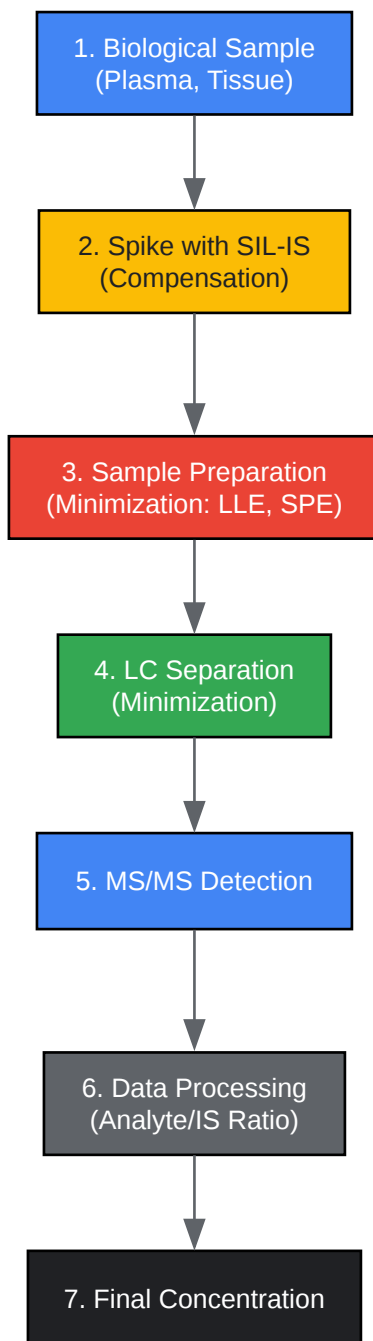 1. Biological Sample
(Plasma, Tissue)
2. Spike with SIL-IS
(Compensation)
3. Sample Preparation
(Minimization: LLE, SPE)
4. LC Separation
(Minimization)
5. MS/MS Detection
6. Data Processing
(Analyte/IS Ratio)
7. Final Concentration